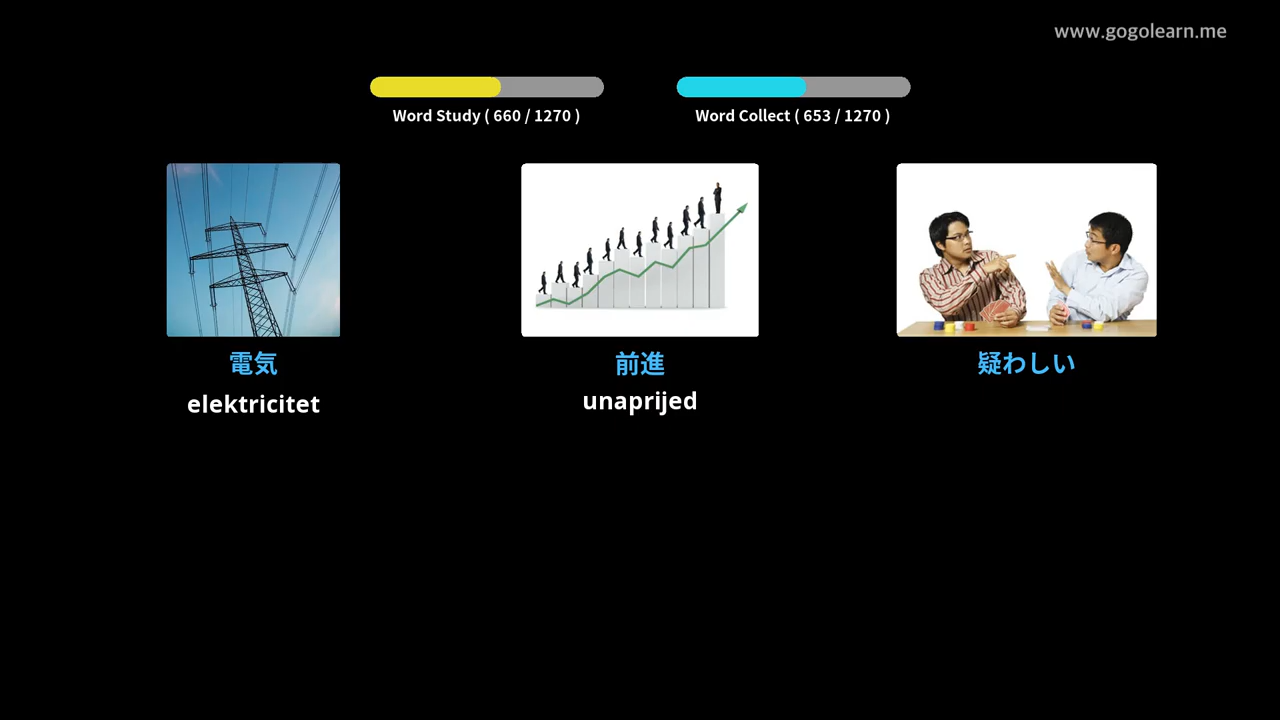 www.gogolearn.me
Word Study ( 660 / 1270 )
Word Collect ( 653 / 1270 )
電気
前進
疑わしい
elektricitet
unaprijed